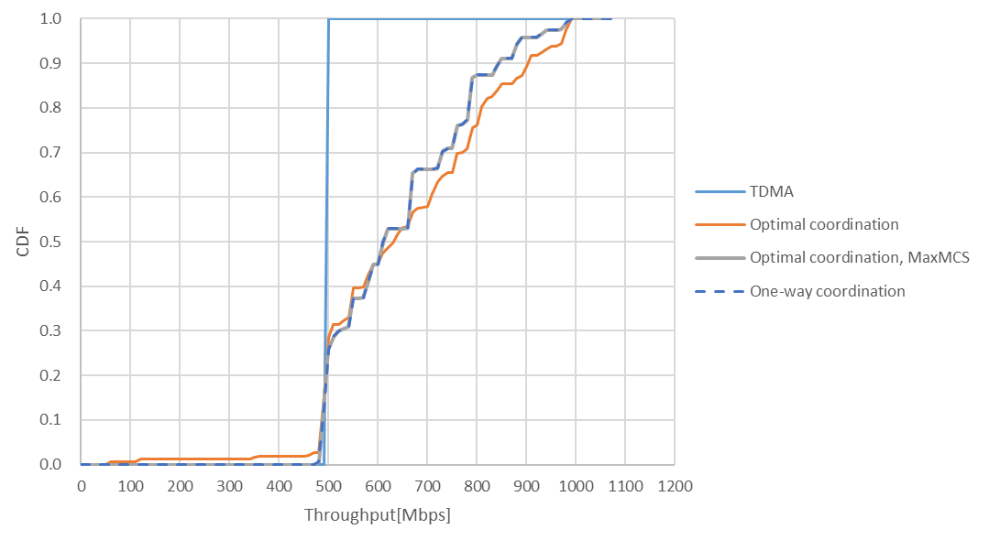 1.0
0.9
0.8
0.7
0.6
0.5
0.4
0.3
0.2
0.1
0.0
CDF
0 100 200 300 400 500 600 700 800 900 1000 1100 1200
Throughput[Mbps]
TDMA
Optimal coordination
Optimal coordination, MaxMCS
One-way coordination